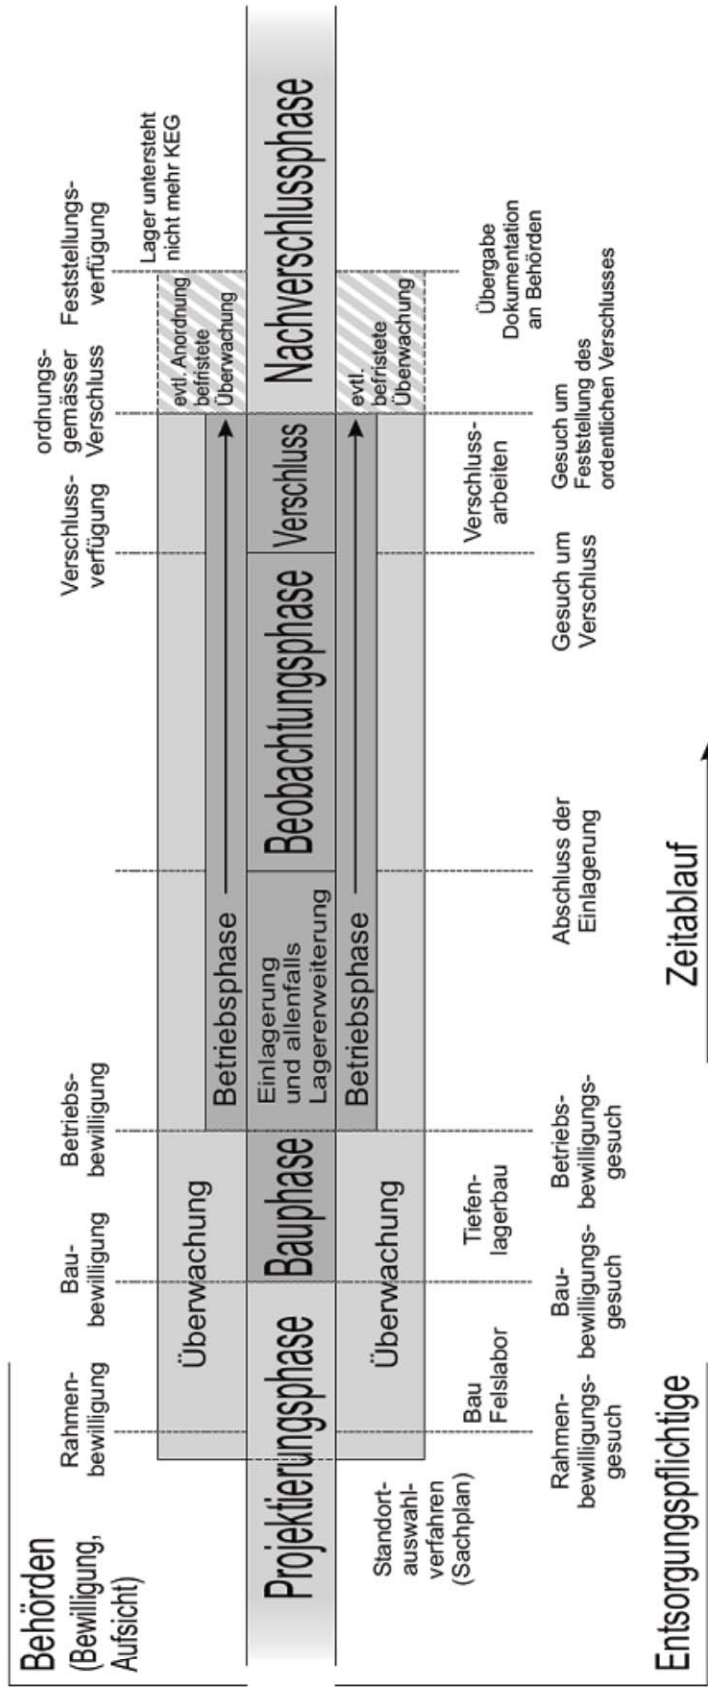 Behörden
(Bewilligung,
Aufsicht)
Rahmen-
bewilligung
Bau-
bewilligung
Betriebs-
bewilligung
Verschluss-
verfügung
ordnungs-
gemässer
Verschluss
Feststellungs-
verfügung
Lager untersteht
nicht mehr KEG
Überwachung
Betriebsphase
evtl. Anordnung
befristete
Überwachung
Projektierungsphase
Bauphase
Einlagerung
und allenfalls
Lagererweiterung
Beobachtungsphase
Verschluss
Nachverschlussphase
Betriebsphase
Überwachung
evtl.
befristete
Überwachung
Standort-
auswahl-
verfahren
(Sachplan)
Bau
Felslabor
Tiefen-
lagerbau
Verschluss-
arbeiten
Übergabe
Dokumentation
an Behörden
Rahmen-
bewilligungs-
gesuch
Bau-
bewilligungs-
gesuch
Betriebs-
bewilligungs-
gesuch
Abschluss der
Einlagerung
Gesuch um
Verschluss
Gesuch um
Feststellung des
ordentlichen Verschlusses
Entsorgungspflichtige
Zeitablauf